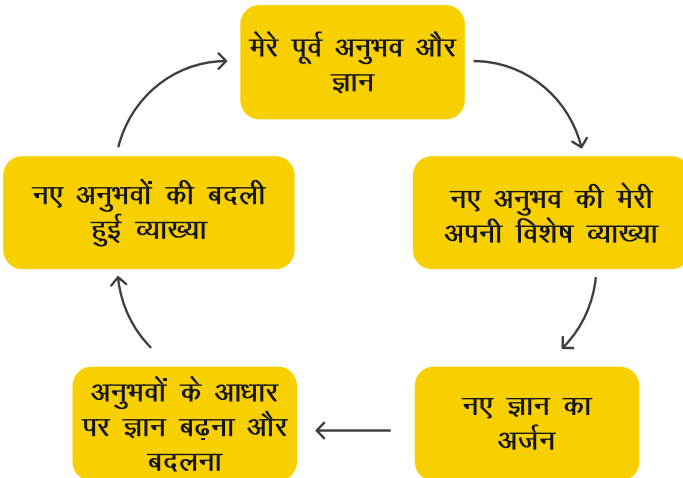 मेरे पूर्व अनुभव और
ज्ञान
नए अनुभव की मेरी
अपनी विशेष व्याख्या
नए ज्ञान का
अर्जन
अनुभवों के आधार
पर ज्ञान बढ़ना और
बदलना
नए अनुभवों की बदली
हुई व्याख्या